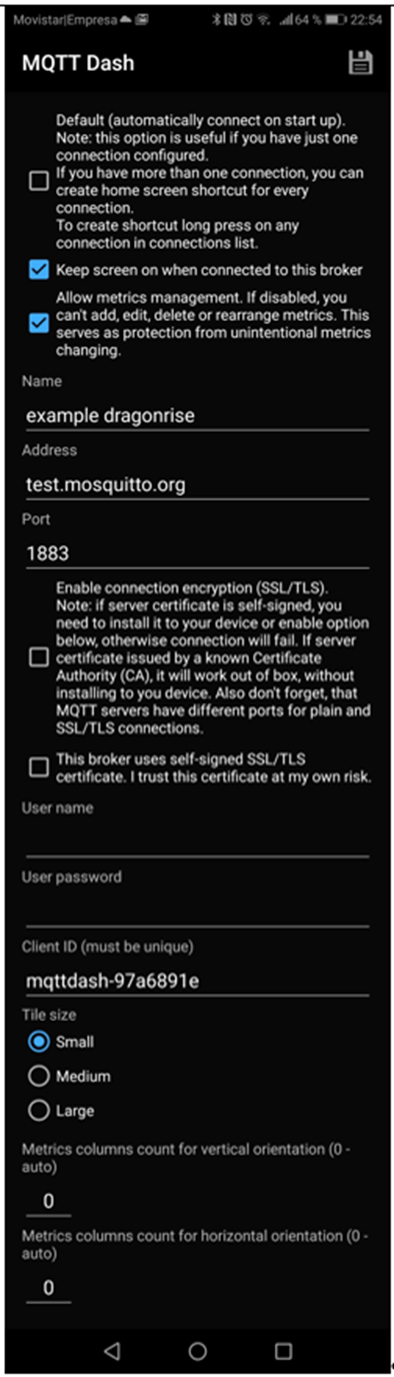 Movistar|Empresa 64 % 22:54
MQTT Dash
Default (automatically connect on start up).
Note: this option is useful if you have just one
connection configured.
If you have more than one connection, you can
create home screen shortcut for every
connection.
To create shortcut long press on any
connection in connections list.
Keep screen on when connected to this broker
Allow metrics management. If disabled, you
can't add, edit, delete or rearrange metrics. This
serves as protection from unintentional metrics
changing.
Name
example dragonrise
Address
test.mosquitto.org
Port
1883
Enable connection encryption (SSL/TLS).
Note: if server certificate is self-signed, you
need to install it to your device or enable option
below, otherwise connection will fail. If server
certificate issued by a known Certificate
Authority (CA), it will work out of box, without
installing to you device. Also don't forget, that
MQTT servers have different ports for plain and
SSL/TLS connections.
This broker uses self-signed SSL/TLS
certificate. I trust this certificate at my own risk.
User name
User password
Client ID (must be unique)
mqttdash-97a6891e
Tile size
Small
Medium
Large
Metrics columns count for vertical orientation (0 -
auto)
0
Metrics columns count for horizontal orientation (0 -
auto)
0